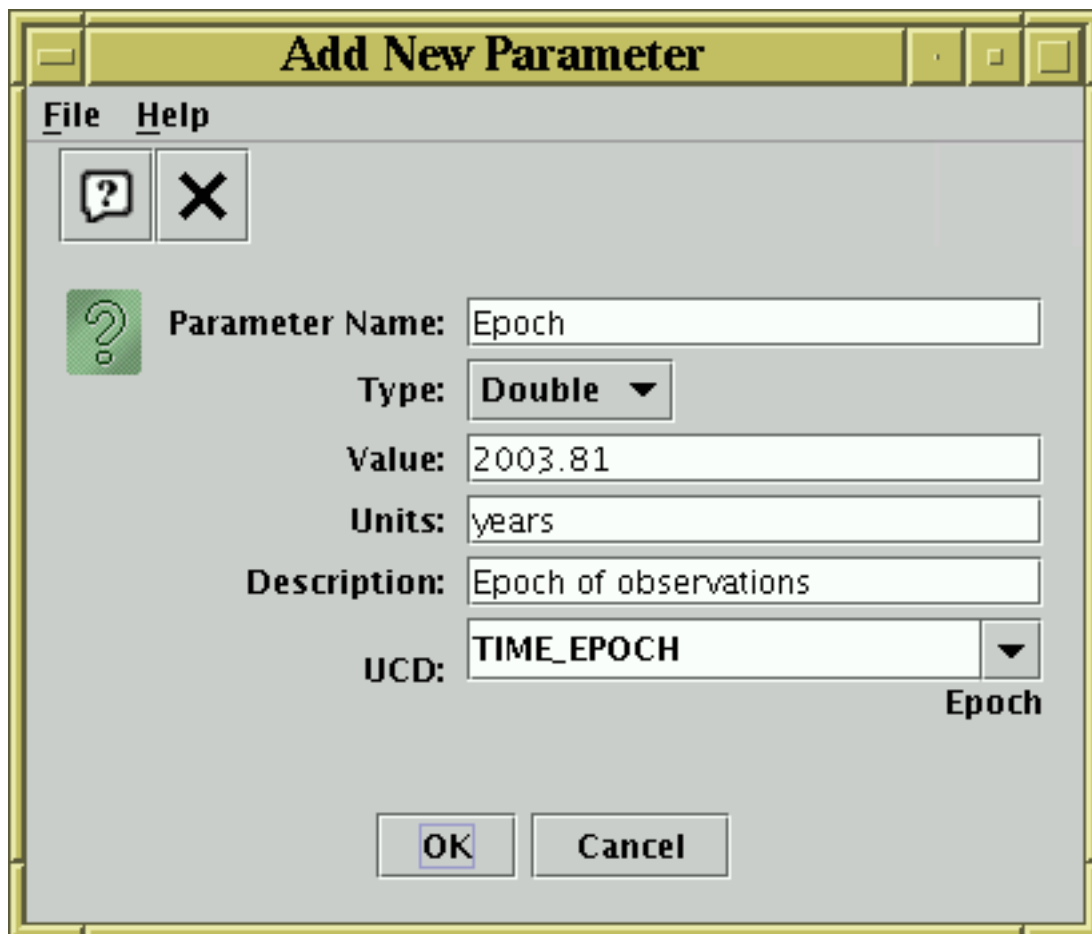 Add New Parameter
File Help
Parameter Name: Epoch
Type: Double
Value: 2003.81
Units: years
Description: Epoch of observations
UCD: TIME_EPOCH
Epoch
OK Cancel